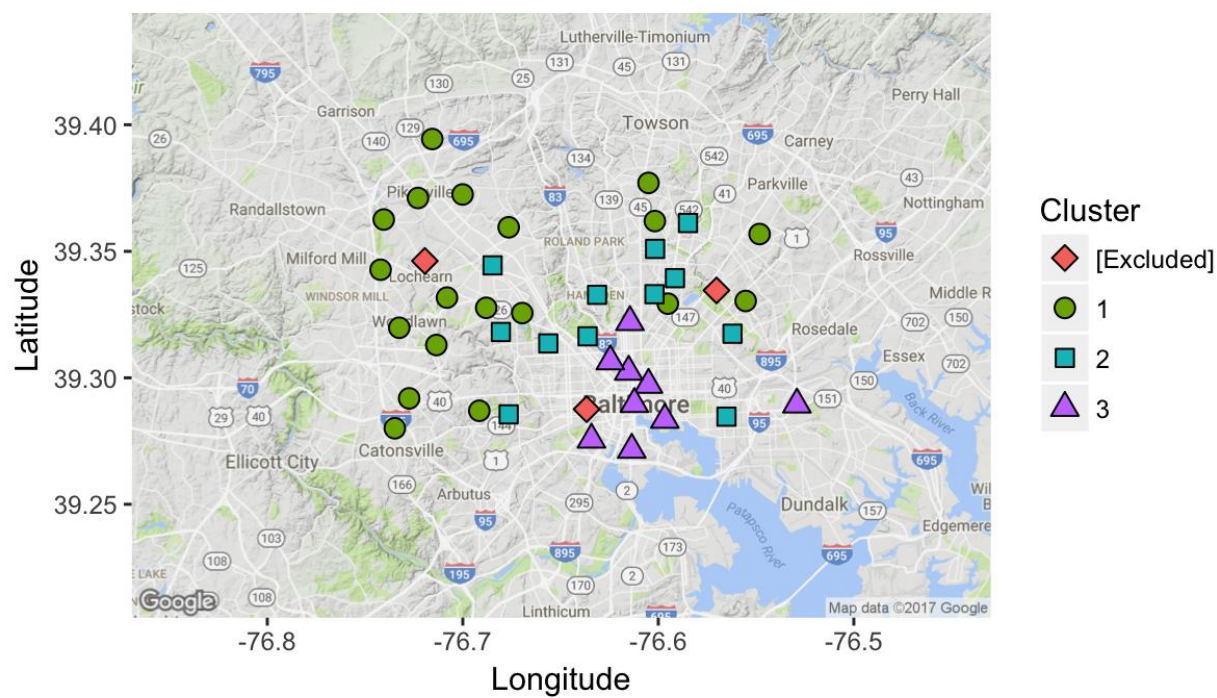 Lutherville-Timonium
795
131
45
131
25
130
Perry Hall
Garrison
129
Towson
695
39.40
26
140
695
Carney
134
542
Pikesville
Parkville
43
83
139
41
45
542
Nottingham
Randallstown
ROLAND PARK
1
95
39.35
Milford Mill
Rossville
125
Lochearn
WINDSOR MILL
HAMPDEN
Middle R
stock
26
147
702
150
Woodlawn
Rosedale
83
895
Essex
702
39.30
150
70
40
40
151
Back River
29
40
Baltimore
144
95
Catonsville
Ellicott City
1
695
166
2
Arbutus
Dundalk
39.25
295
157
95
Patapsco River
Edgemere
103
173
895
695
108
E LAKE
195
2
170
108
Google
Linthicum
695
Map data ©2017 Google
-76.8
-76.7
-76.6
-76.5
Longitude
Latitude
Cluster
[Excluded]
1
2
3